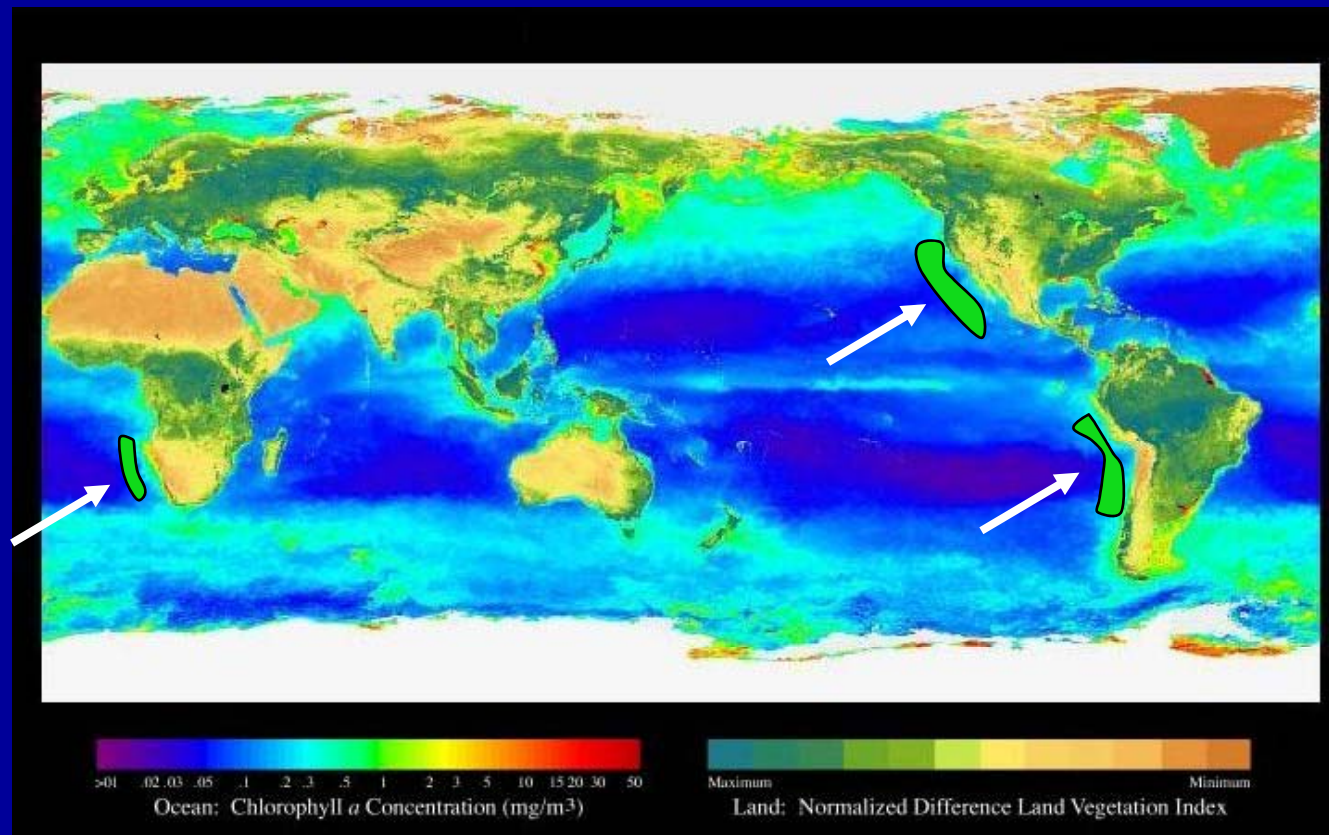 >01 .02 .03 .05 .1 .2 .3 .5 1 2 3 5 10 15 20 30 50
Ocean: Chlorophyll a Concentration (mg/m³)
Maximum Minimum
Land: Normalized Difference Land Vegetation Index